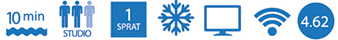 10 min
STUDIO
1
SPRAT
4.62